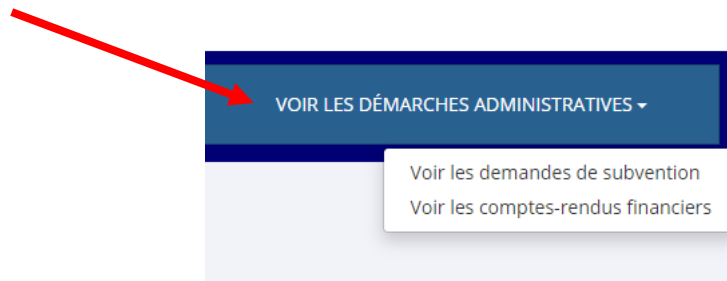 VOIR LES DÉMARCHES ADMINISTRATIVES
Voir les demandes de subvention
Voir les comptes-rendus financiers